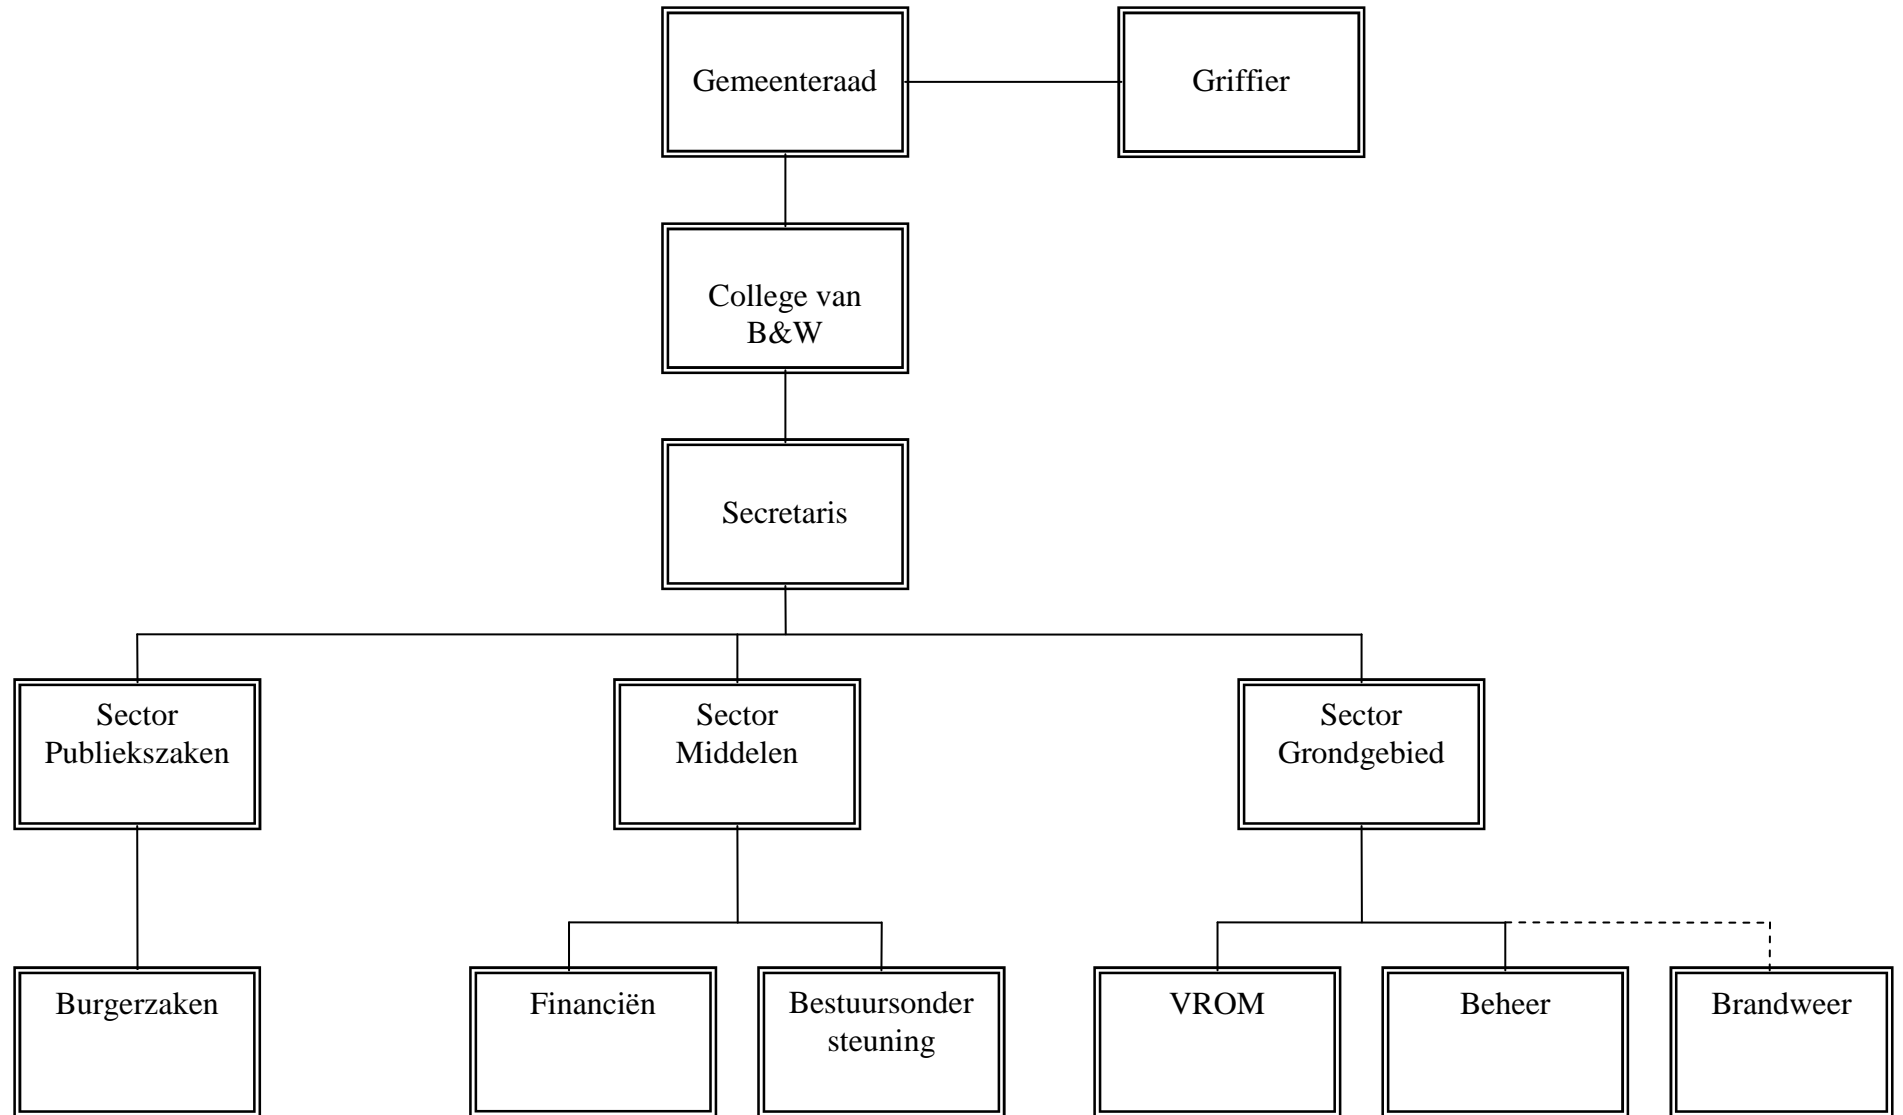 Gemeenteraad
Griffier
College van
B&W
Secretaris
Sector
Publiekszaken
Sector
Middelen
Sector
Grondgebied
Burgerzaken
Financiën
Bestuursonder
steuning
VROM
Beheer
Brandweer